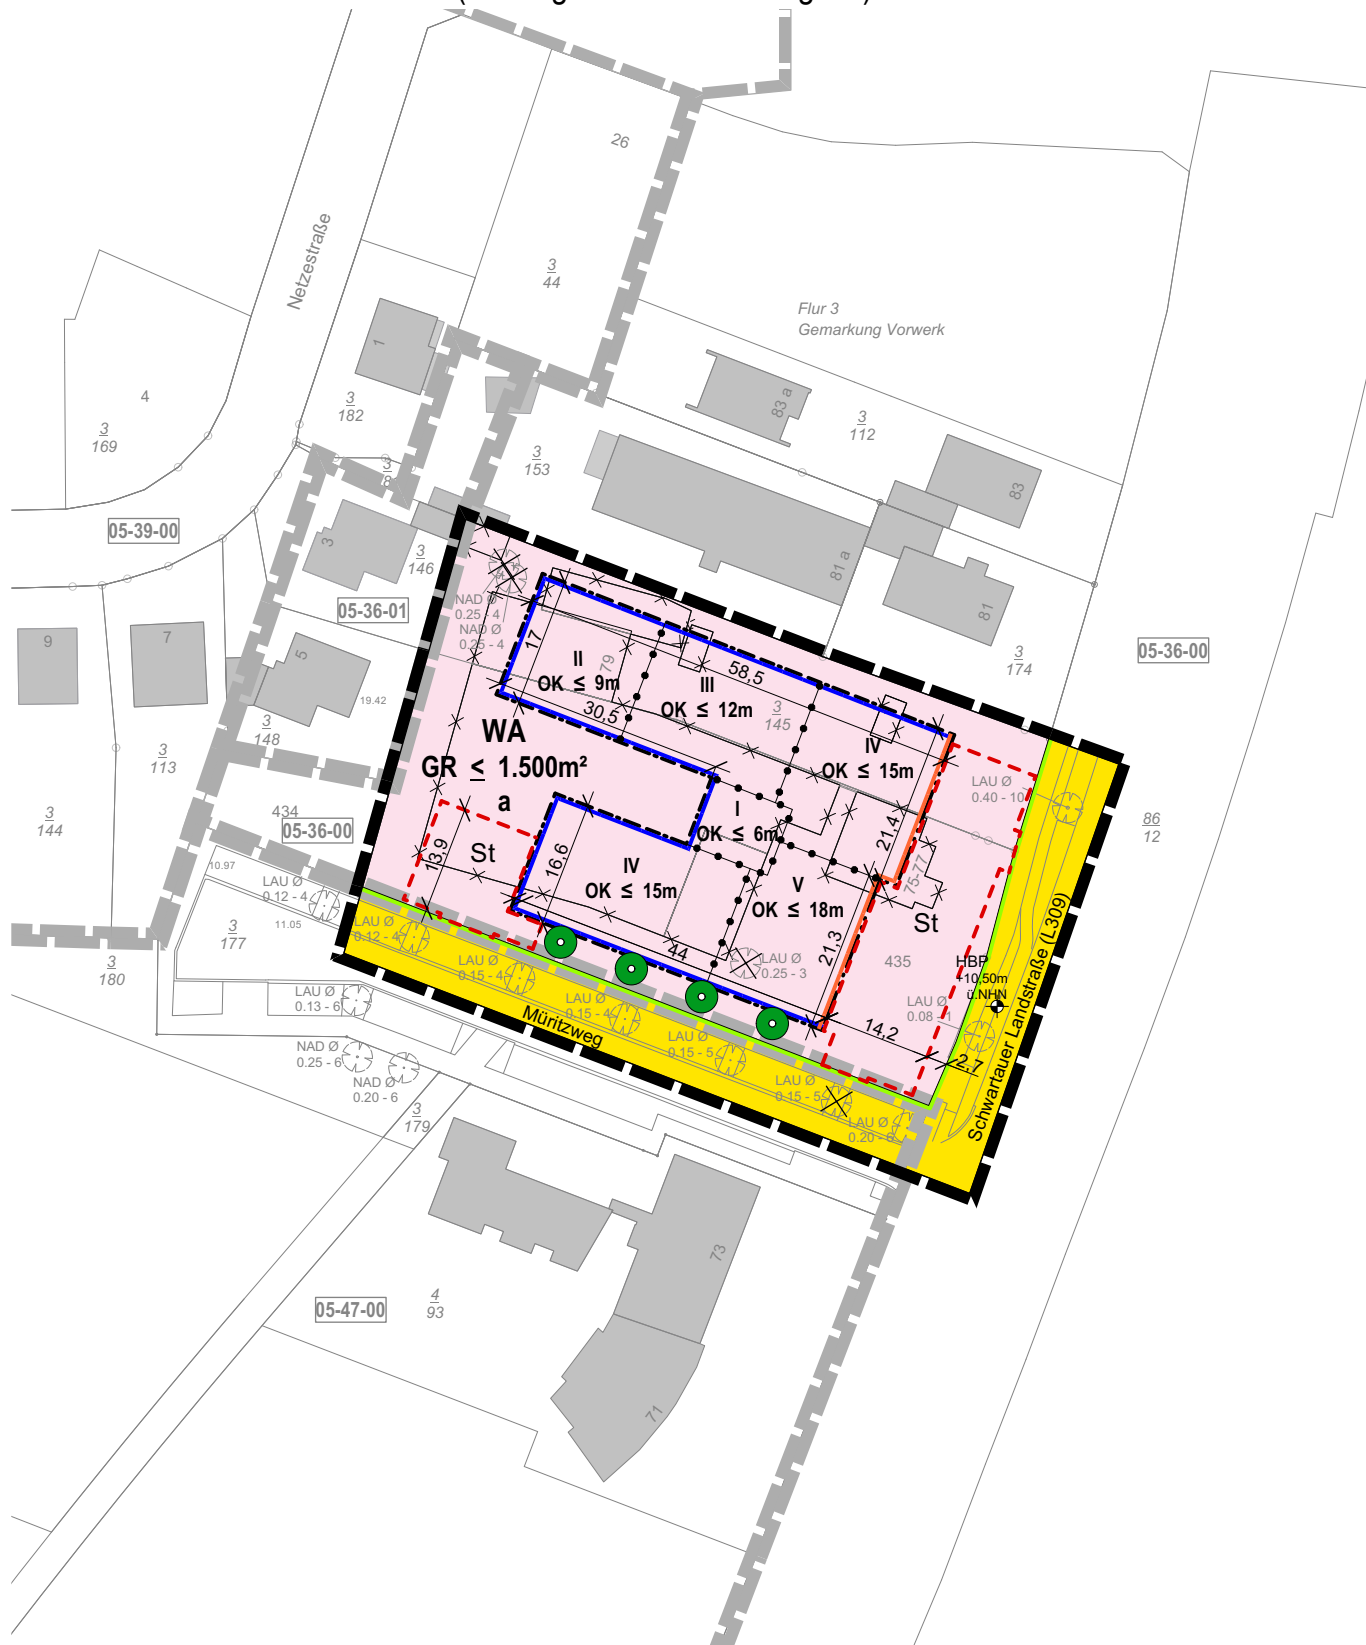 26
Netzestraße
3
44
Flur 3
Gemarkung Vorwerk
1
3
182
4
3
169
83 a
3
112
3
153
83
3
8
05-39-00
3
3
146
81 a
81
05-36-01
NAD Ø
0.25 - 4
NAD Ø
0.25 - 4
9
7
5
17
II
OK ≤ 9m
79
58,5
3
174
05-36-00
III
OK ≤ 12m
3
145
19.42
30,5
3
148
WA
GR ≤ 1.500m²
a
IV
OK ≤ 15m
3
113
LAU Ø
0.40 - 10
434
05-36-00
3
144
I
OK ≤ 6m
21,4
86
12
13,9
St
16,6
IV
OK ≤ 15m
V
OK ≤ 18m
75-77
10.97
LAU Ø
0.12 - 4
11.05
3
177
LAU Ø
0.12 - 4
St
44
21,3
LAU Ø
0.25 - 3
435
HBP
10,50m
ü.NHN
3
180
LAU Ø
0.15 - 4
LAU Ø
0.13 - 6
LAU Ø
0.15 - 4
LAU Ø
0.08 - 1
Müritzweg
14,2
2,7
Schwartauer Landstraße (L309)
NAD Ø
0.25 - 6
LAU Ø
0.15 - 5
NAD Ø
0.20 - 6
LAU Ø
0.15 - 5
3
179
LAU Ø
0.20 - 6
73
05-47-00
4
93
71